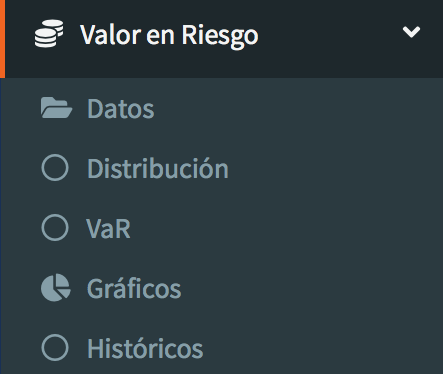 Valor en Riesgo
Datos
Distribución
VaR
Gráficos
Históricos